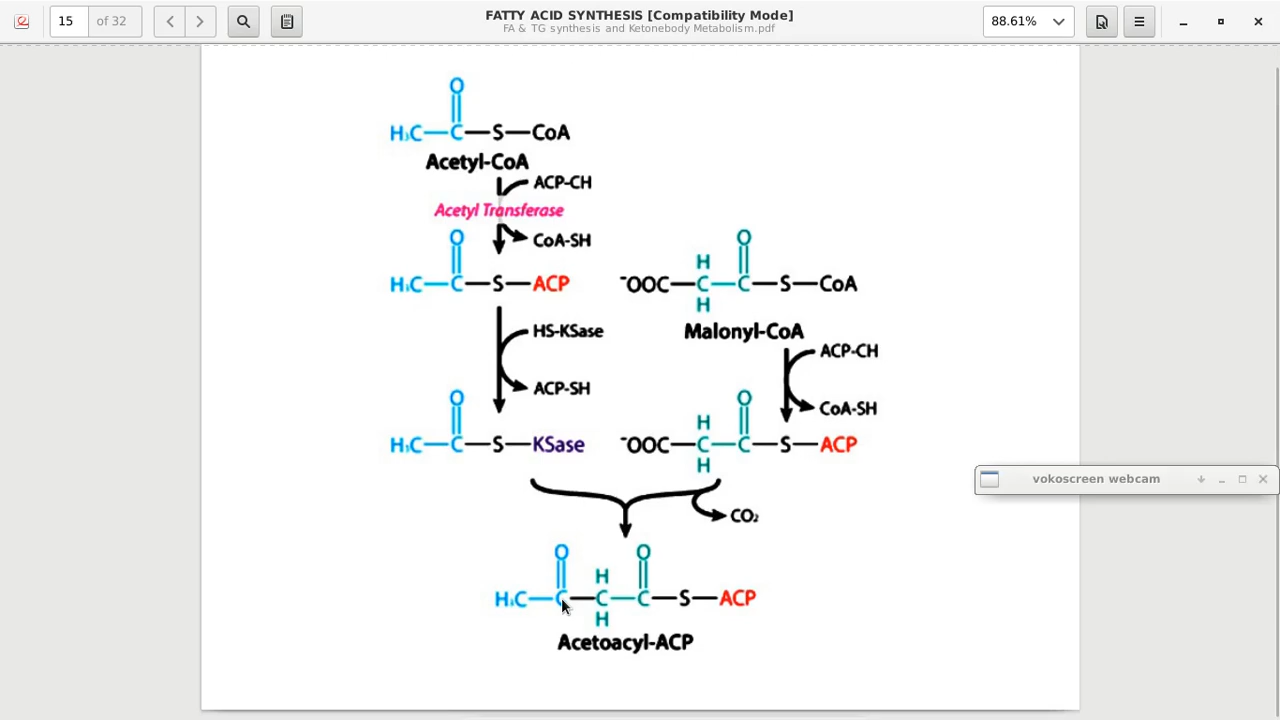 15 of 32
FATTY ACID SYNTHESIS [Compatibility Mode]
FA & TG synthesis and Ketonebody Metabolism.pdf
88.61%
O
H₃C C S CoA
Acetyl-CoA
ACP-CH
Acetyl Transferase
CoA-SH
O
H₃C C S ACP
HS-KSase
ACP-SH
O
H₃C C S KSase
O
H
⁻OOC C C S CoA
H
Malonyl-CoA
ACP-CH
CoA-SH
O
H
⁻OOC C C S ACP
H
CO₂
O O
H
H₃C C C C S ACP
H
Acetoacyl-ACP
vokoscreen webcam